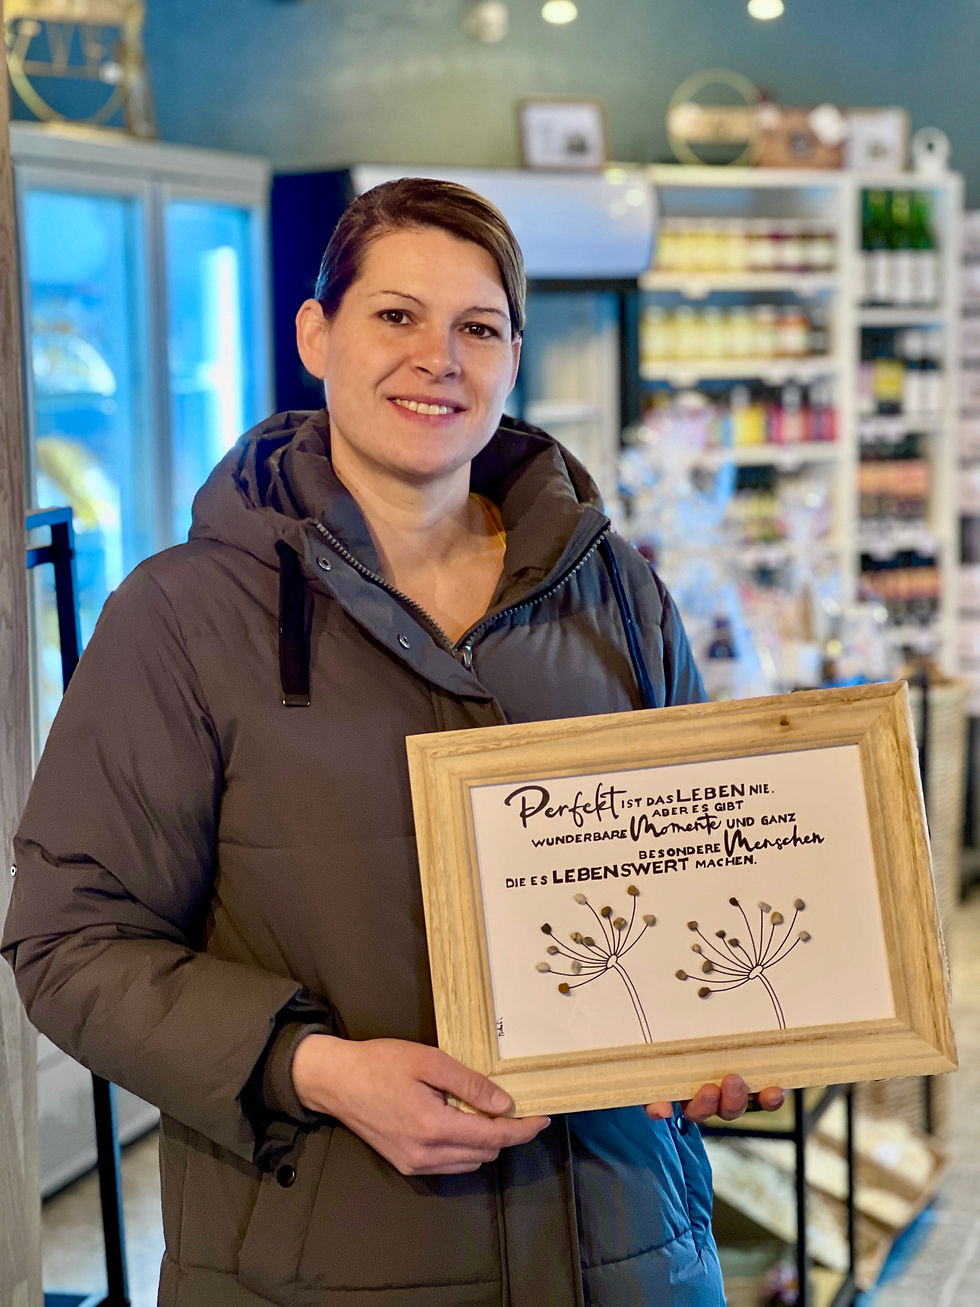 Perfekt IST DAS LEBEN NIE.
ABER ES GIBT
WUNDERBARE Momente UND GANZ
BESONDERE Menschen
DIE ES LEBENSWERT MACHEN.